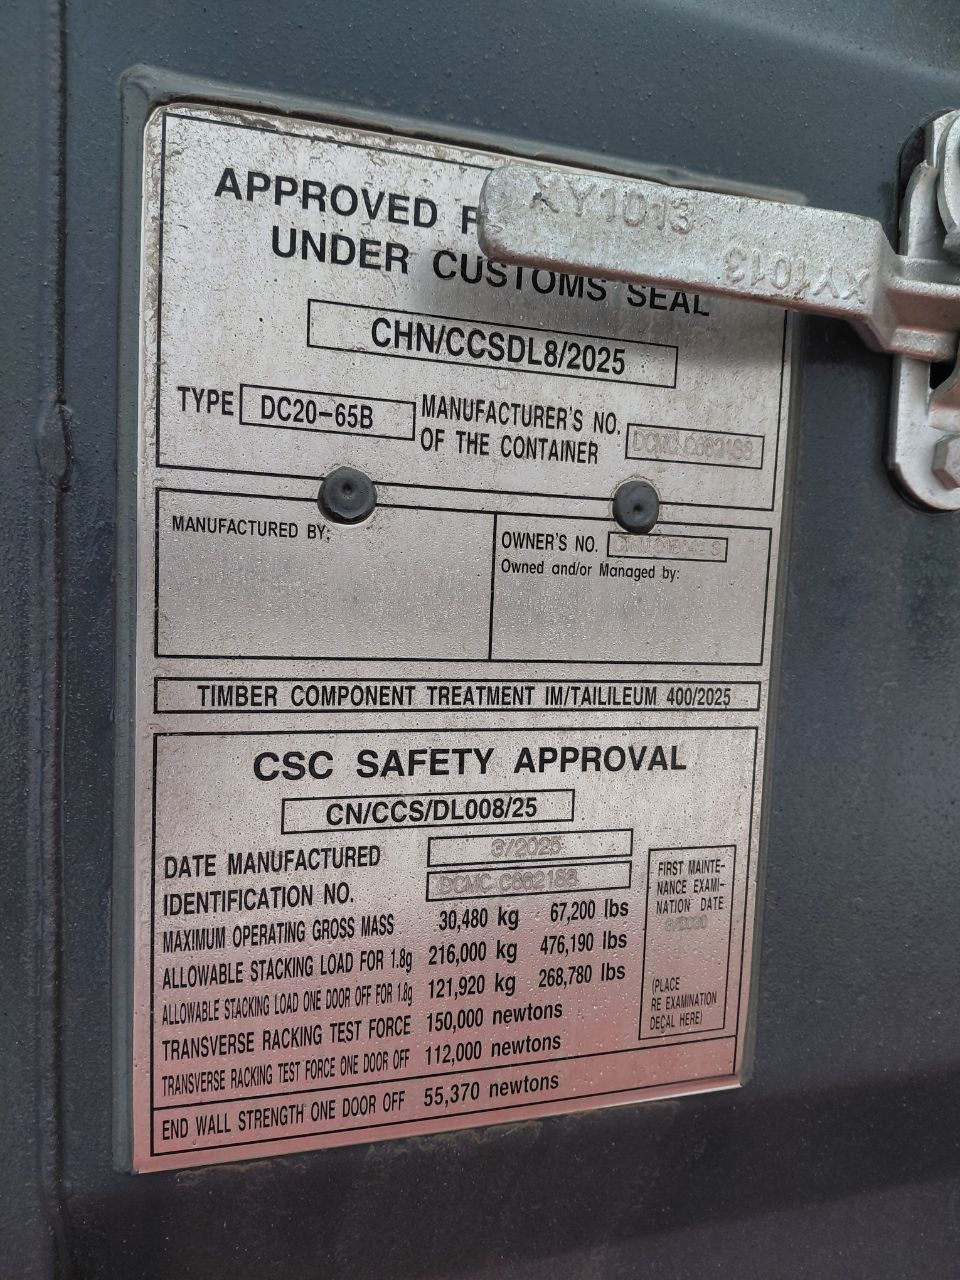 APPROVED
UNDER CUSTOMS SEAL
XY1013
XY1013
CHN/CCSDL8/2025
TYPE DC20-65B MANUFACTURER'S NO. OF THE CONTAINER DCMC C662188
MANUFACTURED BY;
OWNER'S NO.
Owned and/or Managed by:
TIMBER COMPONENT TREATMENT IM/TAILILEUM 400/2025
CSC SAFETY APPROVAL
CN/CCS/DL008/25
DATE MANUFACTURED 3/2025
IDENTIFICATION NO. DCMC C662188
MAXIMUM OPERATING GROSS MASS 30,480 kg 67,200 lbs
ALLOWABLE STACKING LOAD FOR 1.8g 216,000 kg 476,190 lbs
ALLOWABLE STACKING LOAD ONE DOOR OFF FOR 1.8g 121,920 kg 268,780 lbs
TRANSVERSE RACKING TEST FORCE 150,000 newtons
TRANSVERSE RACKING TEST FORCE ONE DOOR OFF 112,000 newtons
END WALL STRENGTH ONE DOOR OFF 55,370 newtons
FIRST MAINTE-
NANCE EXAMI-
NATION DATE
(PLACE
RE EXAMINATION
DECAL HERE)